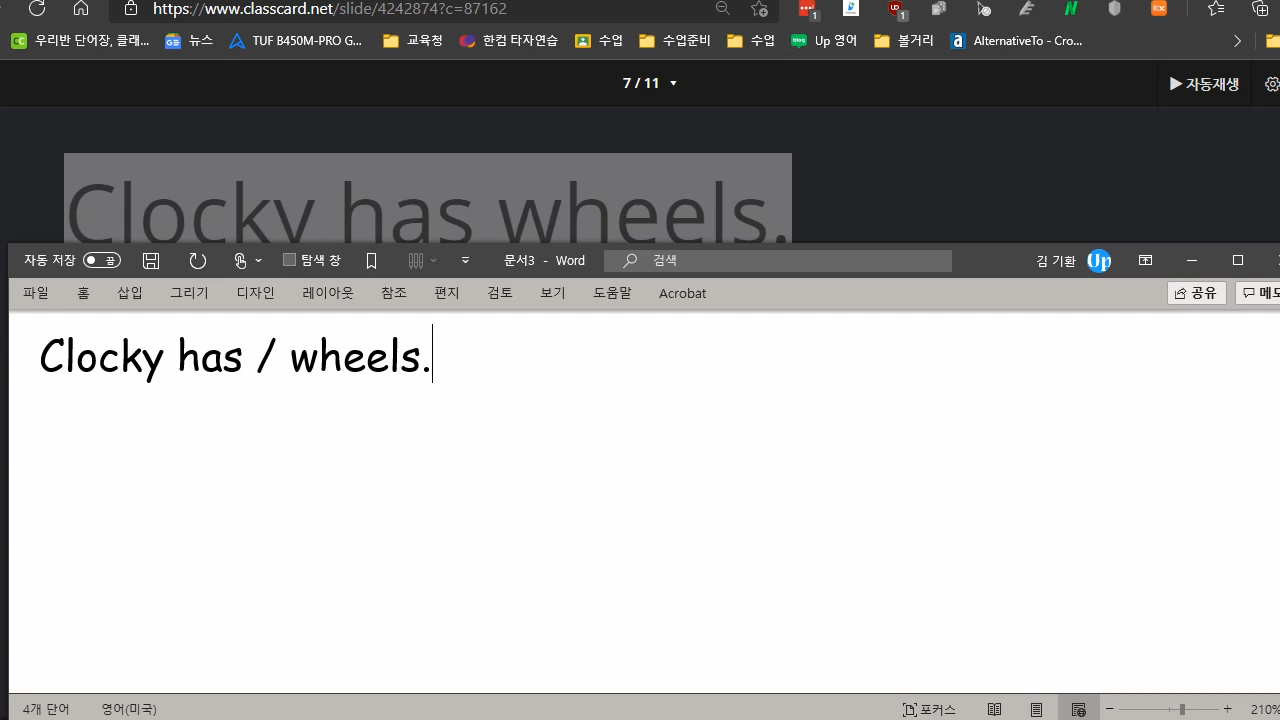 https://www.classcard.net/slide/4242874?c=87162
1
1
EX
CC 우리반 단어장, 클래...
뉴스
TUF B450M-PRO G...
교육청
한컴 타자연습
수업
수업준비
수업
Up 영어
볼거리
a AlternativeTo - Cro...
7 / 11
자동재생
Clocky has wheels.
자동 저장
끔
탐색 창
문서3 - Word
검색
김 기환
Up
파일 홈 삽입 그리기 디자인 레이아웃 참조 편지 검토 보기 도움말 Acrobat
공유
메모
Clocky has / wheels.
4개 단어
영어(미국)
포커스
210%